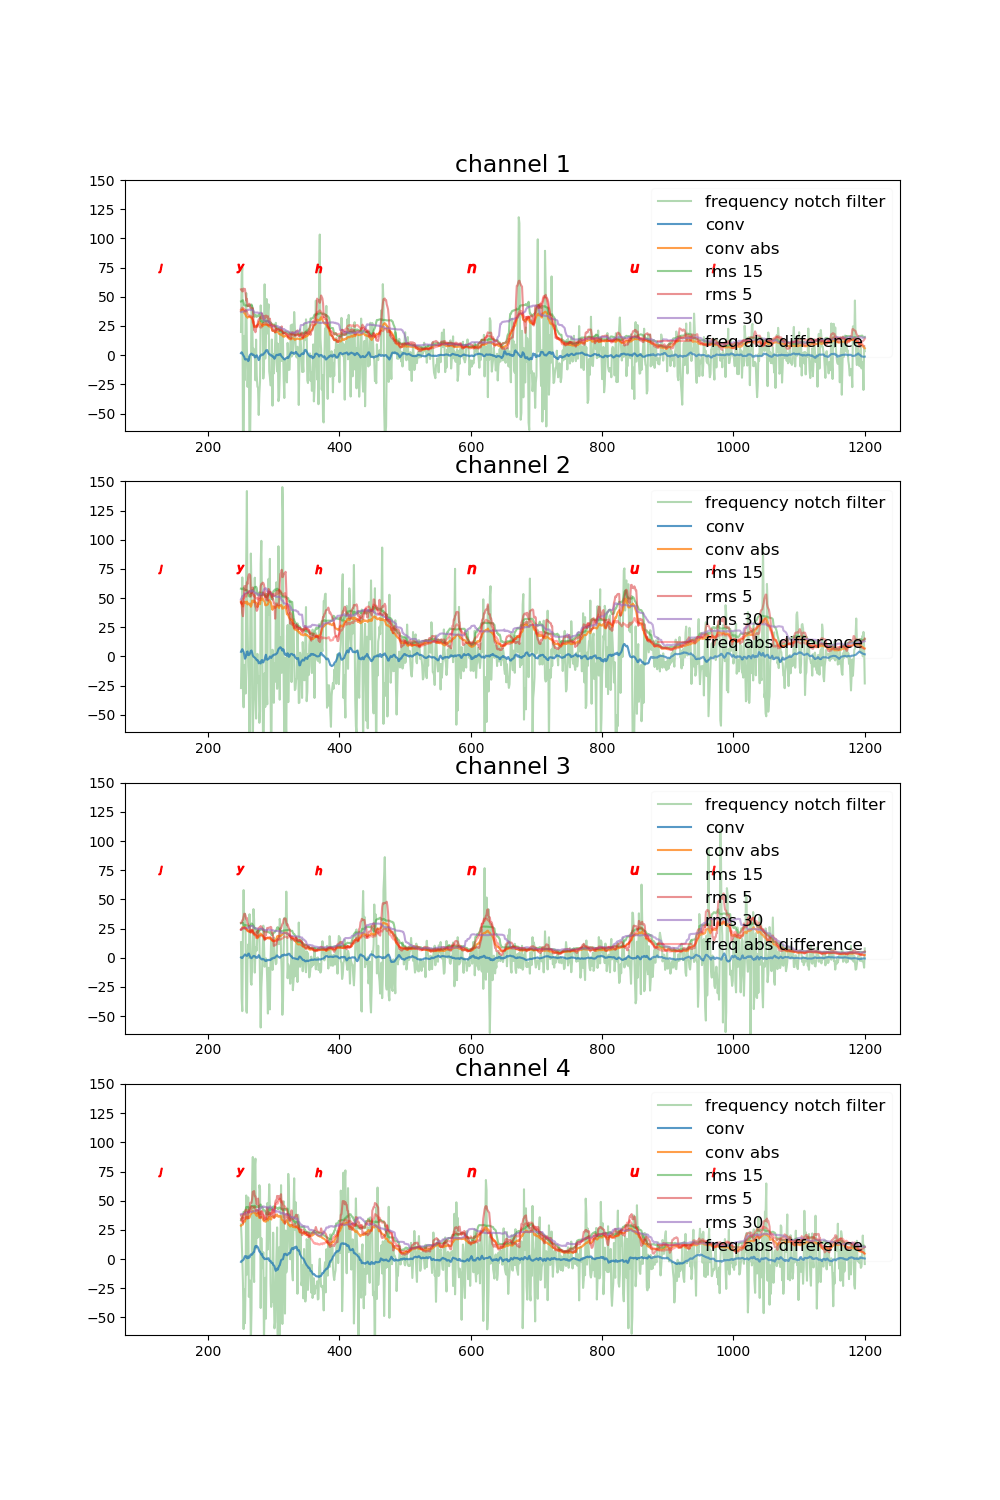 channel 1
150
125
100
75
50
25
0
−25
−50
j y h n u i
frequency notch filter
conv
conv abs
rms 15
rms 5
rms 30
freq abs difference
200 400 600 800 1000 1200
channel 2
150
125
100
75
50
25
0
−25
−50
j y h n u i
frequency notch filter
conv
conv abs
rms 15
rms 5
rms 30
freq abs difference
200 400 600 800 1000 1200
channel 3
150
125
100
75
50
25
0
−25
−50
j y h n u i
frequency notch filter
conv
conv abs
rms 15
rms 5
rms 30
freq abs difference
200 400 600 800 1000 1200
channel 4
150
125
100
75
50
25
0
−25
−50
j y h n u i
frequency notch filter
conv
conv abs
rms 15
rms 5
rms 30
freq abs difference
200 400 600 800 1000 1200